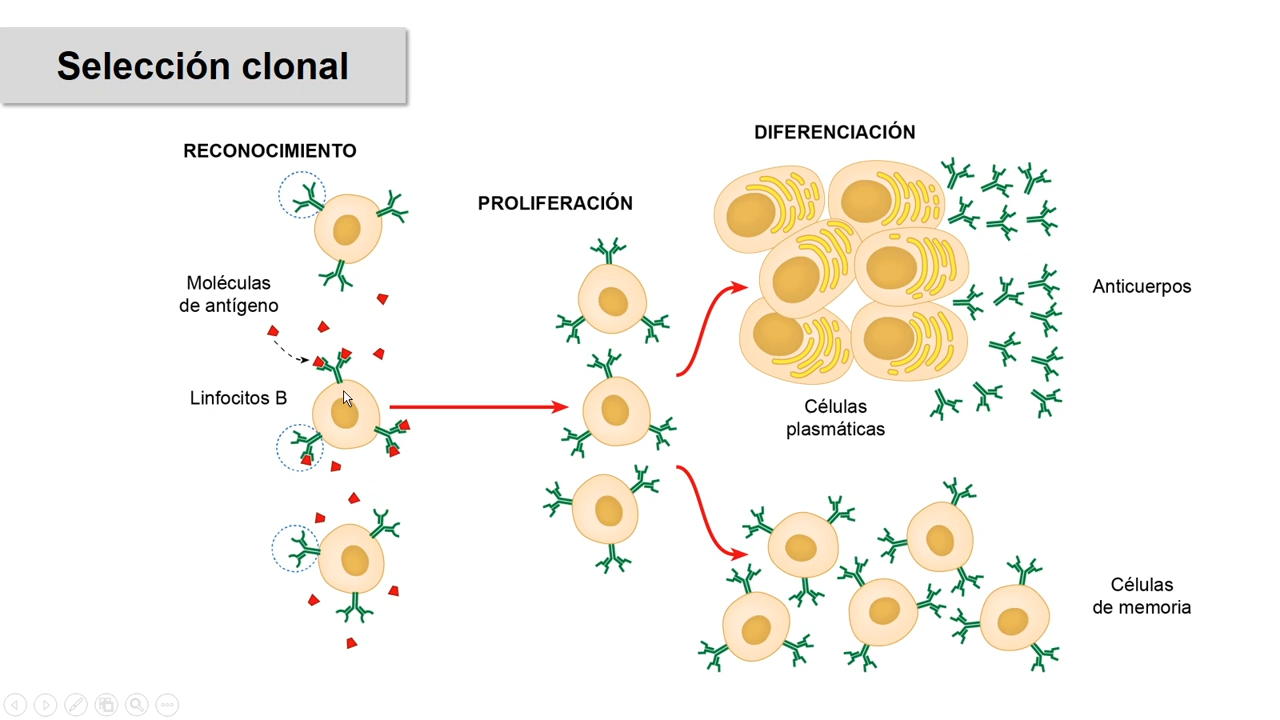 Selección clonal
RECONOCIMIENTO
Moléculas
de antígeno
Linfocitos B
PROLIFERACIÓN
DIFERENCIACIÓN
Células
plasmáticas
Anticuerpos
Células
de memoria